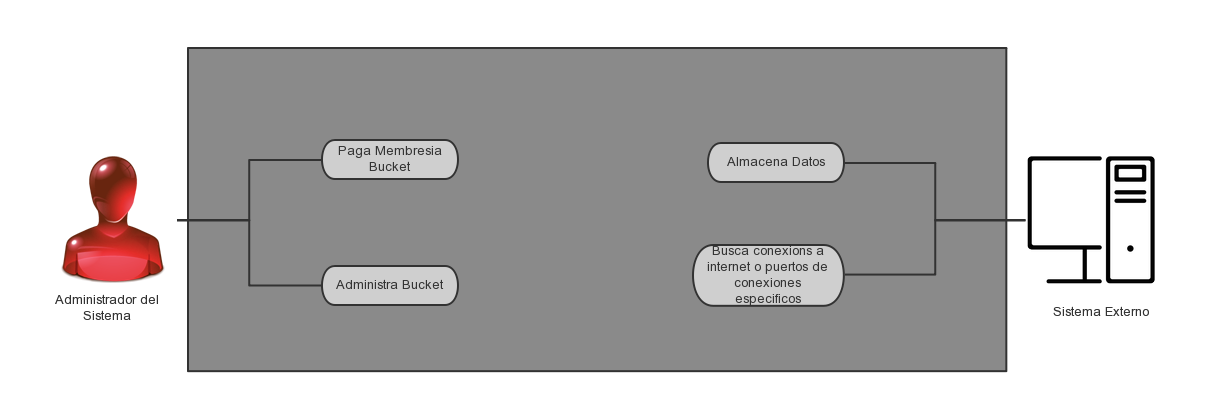 Paga Membresia
Bucket
Almacena Datos
Busca conexions a
internet o puertos de
conexiones
especificos
Administra Bucket
Administrador del
Sistema
Sistema Externo